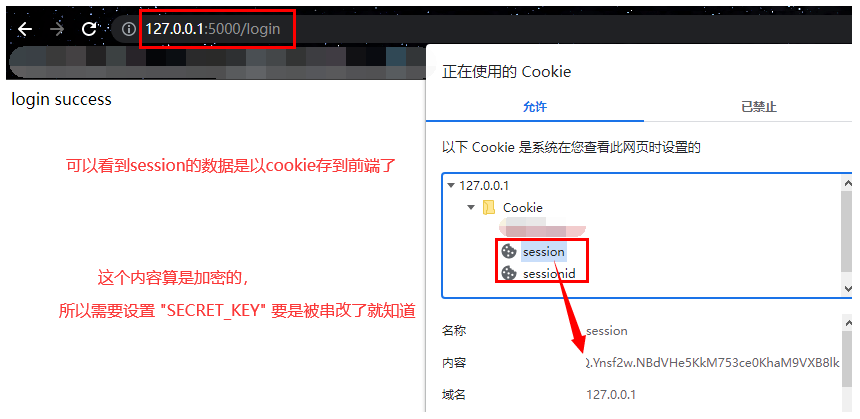 127.0.0.1:5000/login
login success
可以看到session的数据是以cookie存到前端了
这个内容算是加密的，
所以需要设置 "SECRET_KEY" 要是被串改了就知道
正在使用的 Cookie
允许
已禁止
以下 Cookie 是系统在您查看此网页时设置的
127.0.0.1
Cookie
session
sessionid
名称 session
内容 .Ynsf2w.NBdVHe5KkM753ce0KhaM9VXB8lk
域名 127.0.0.1